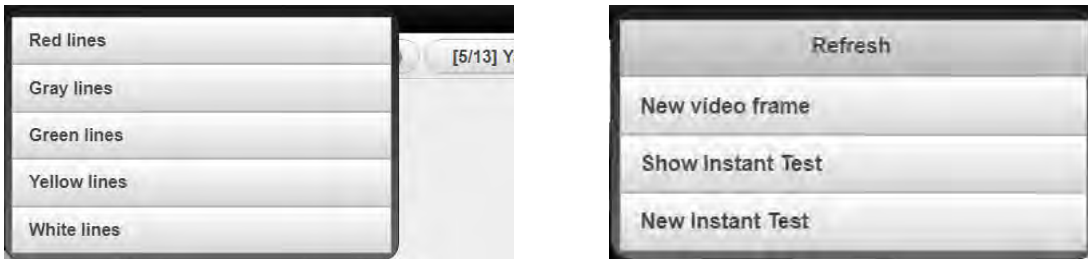 Red lines
[5/13] Y
Gray lines
Green lines
Yellow lines
White lines
Refresh
New video frame
Show Instant Test
New Instant Test